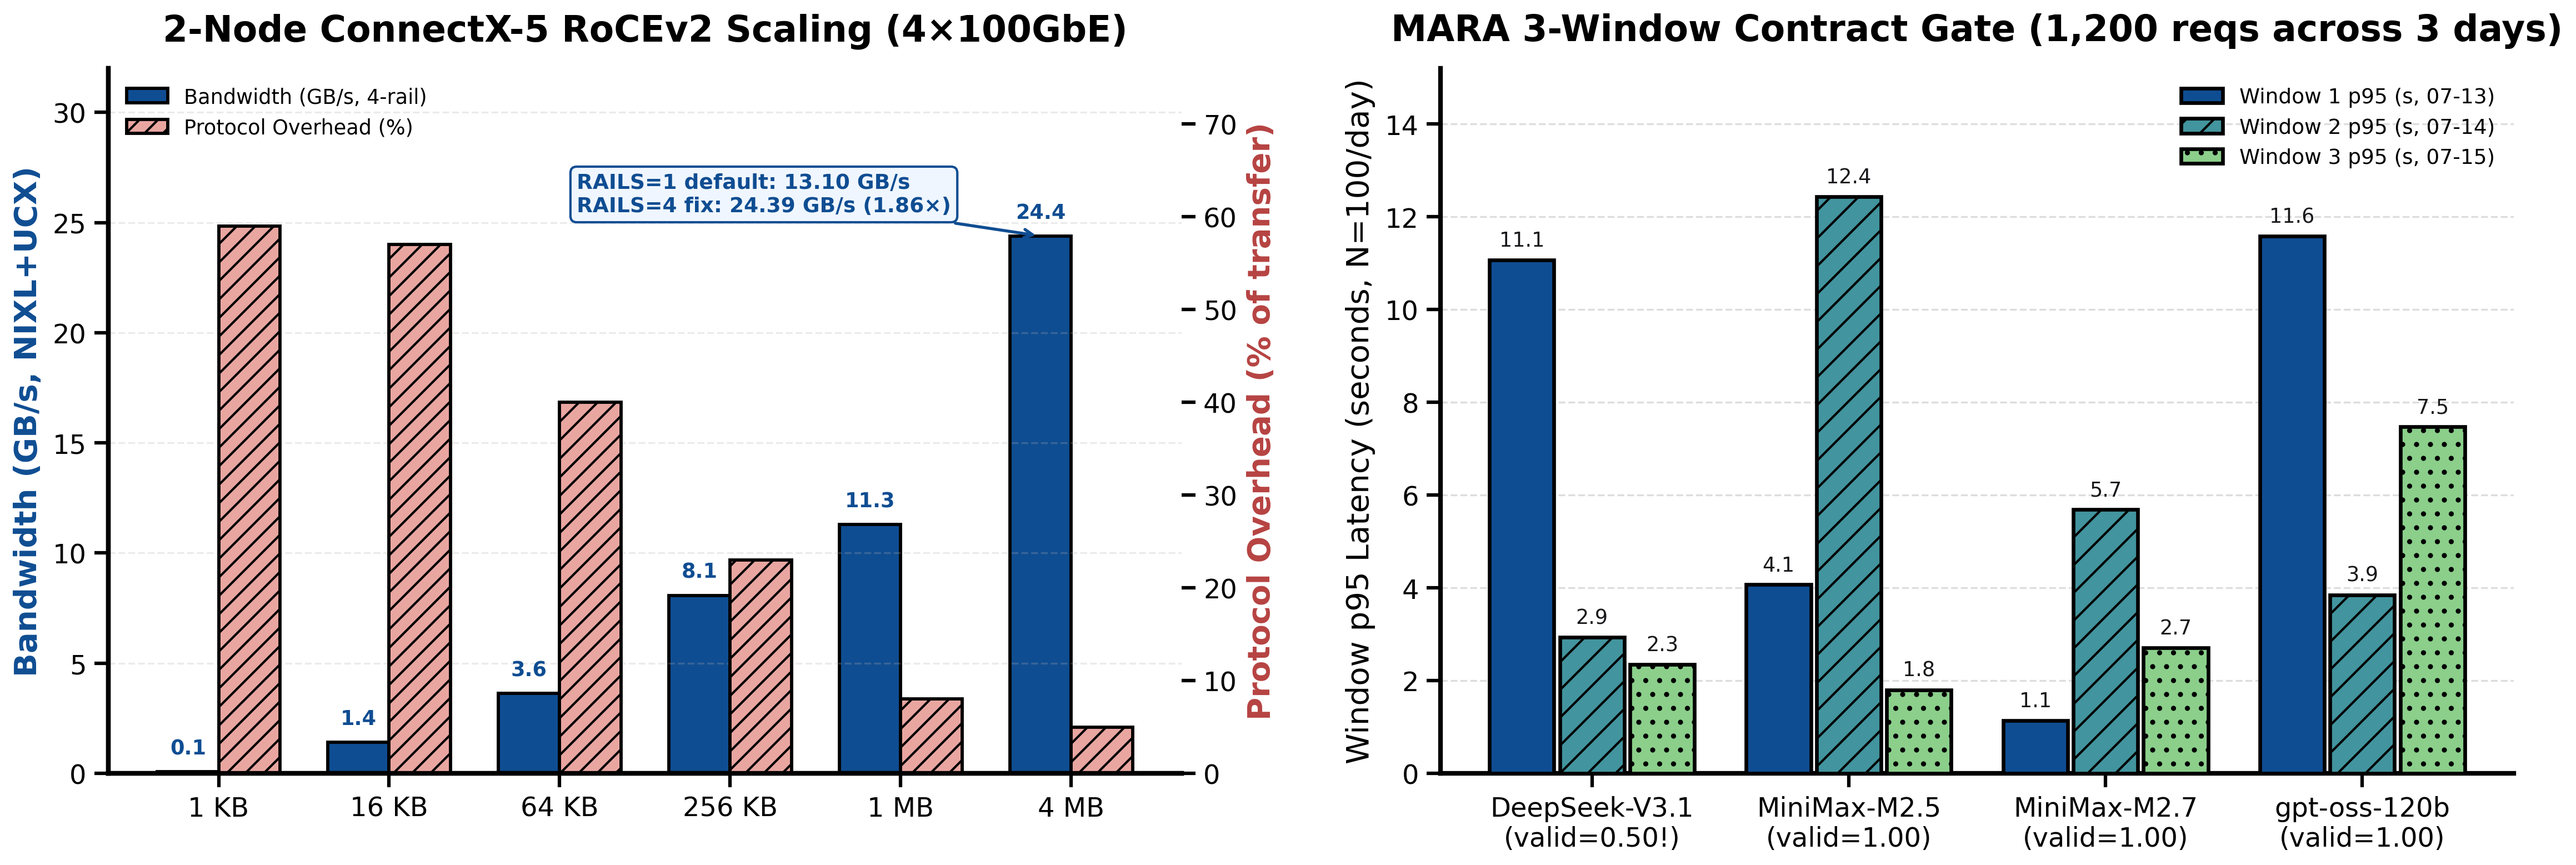 2-Node ConnectX-5 RoCEv2 Scaling (4×100GbE)
Bandwidth (GB/s, NIXL+UCX)
30
25
20
15
10
5
0
Bandwidth (GB/s, 4-rail)
Protocol Overhead (%)
RAILS=1 default: 13.10 GB/s
RAILS=4 fix: 24.39 GB/s (1.86×)
0.1
1.4
3.6
8.1
11.3
24.4
1 KB
16 KB
64 KB
256 KB
1 MB
4 MB
70
60
50
40
30
20
10
0
Protocol Overhead (% of transfer)
MARA 3-Window Contract Gate (1,200 reqs across 3 days)
Window p95 Latency (seconds, N=100/day)
14
12
10
8
6
4
2
0
Window 1 p95 (s, 07-13)
Window 2 p95 (s, 07-14)
Window 3 p95 (s, 07-15)
11.1
2.9
2.3
4.1
12.4
1.8
1.1
5.7
2.7
11.6
3.9
7.5
DeepSeek-V3.1
(valid=0.50!)
MiniMax-M2.5
(valid=1.00)
MiniMax-M2.7
(valid=1.00)
gpt-oss-120b
(valid=1.00)